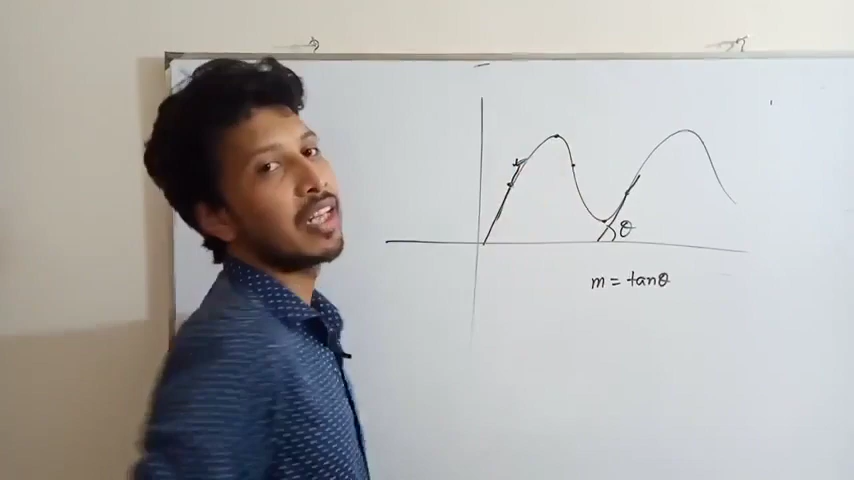 θ
m = tanθ